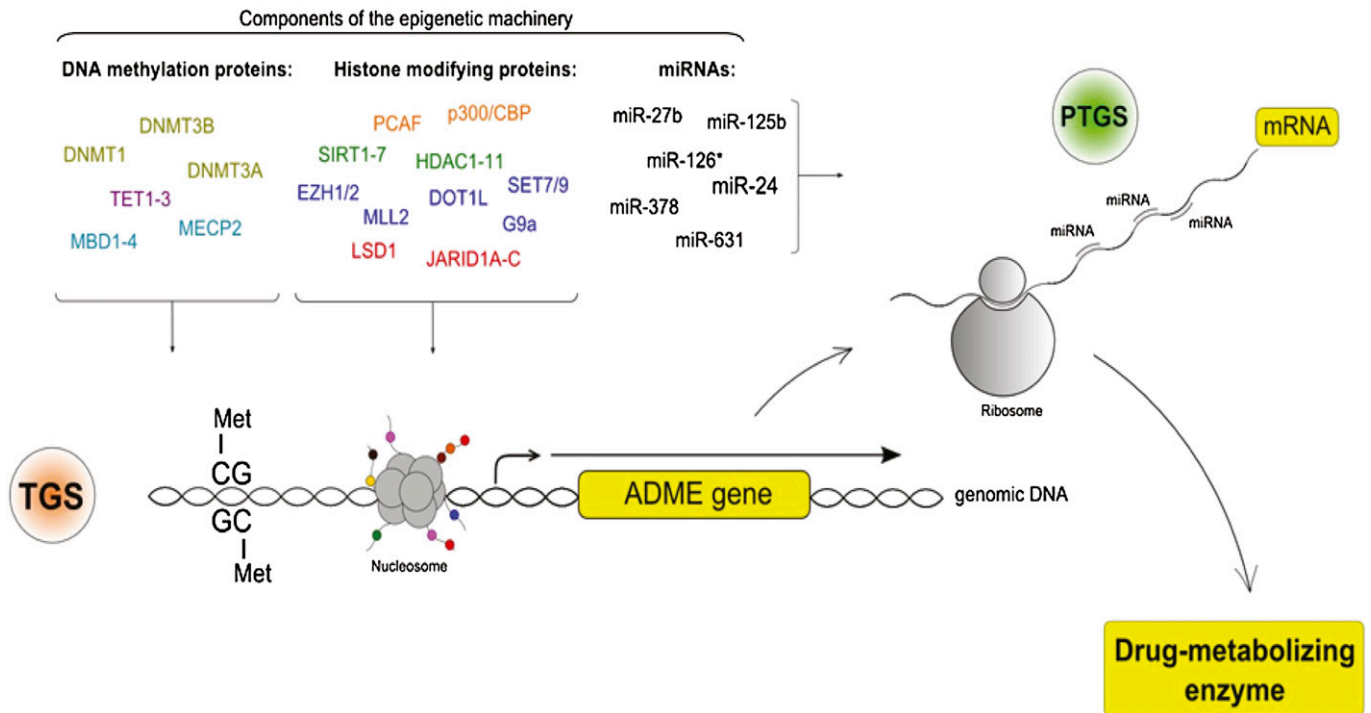 Components of the epigenetic machinery
DNA methylation proteins:
DNMT3B
DNMT1
DNMT3A
TET1-3
MBD1-4
MECP2
Histone modifying proteins:
PCAF
p300/CBP
SIRT1-7
HDAC1-11
EZH1/2
DOT1L
SET7/9
MLL2
G9a
LSD1
JARID1A-C
miRNAs:
miR-27b
miR-125b
miR-126*
miR-24
miR-378
miR-631
PTGS
mRNA
miRNA
miRNA
miRNA
Ribosome
TGS
Met
CG
GC
Met
Nucleosome
ADME gene
genomic DNA
Drug-metabolizing
enzyme